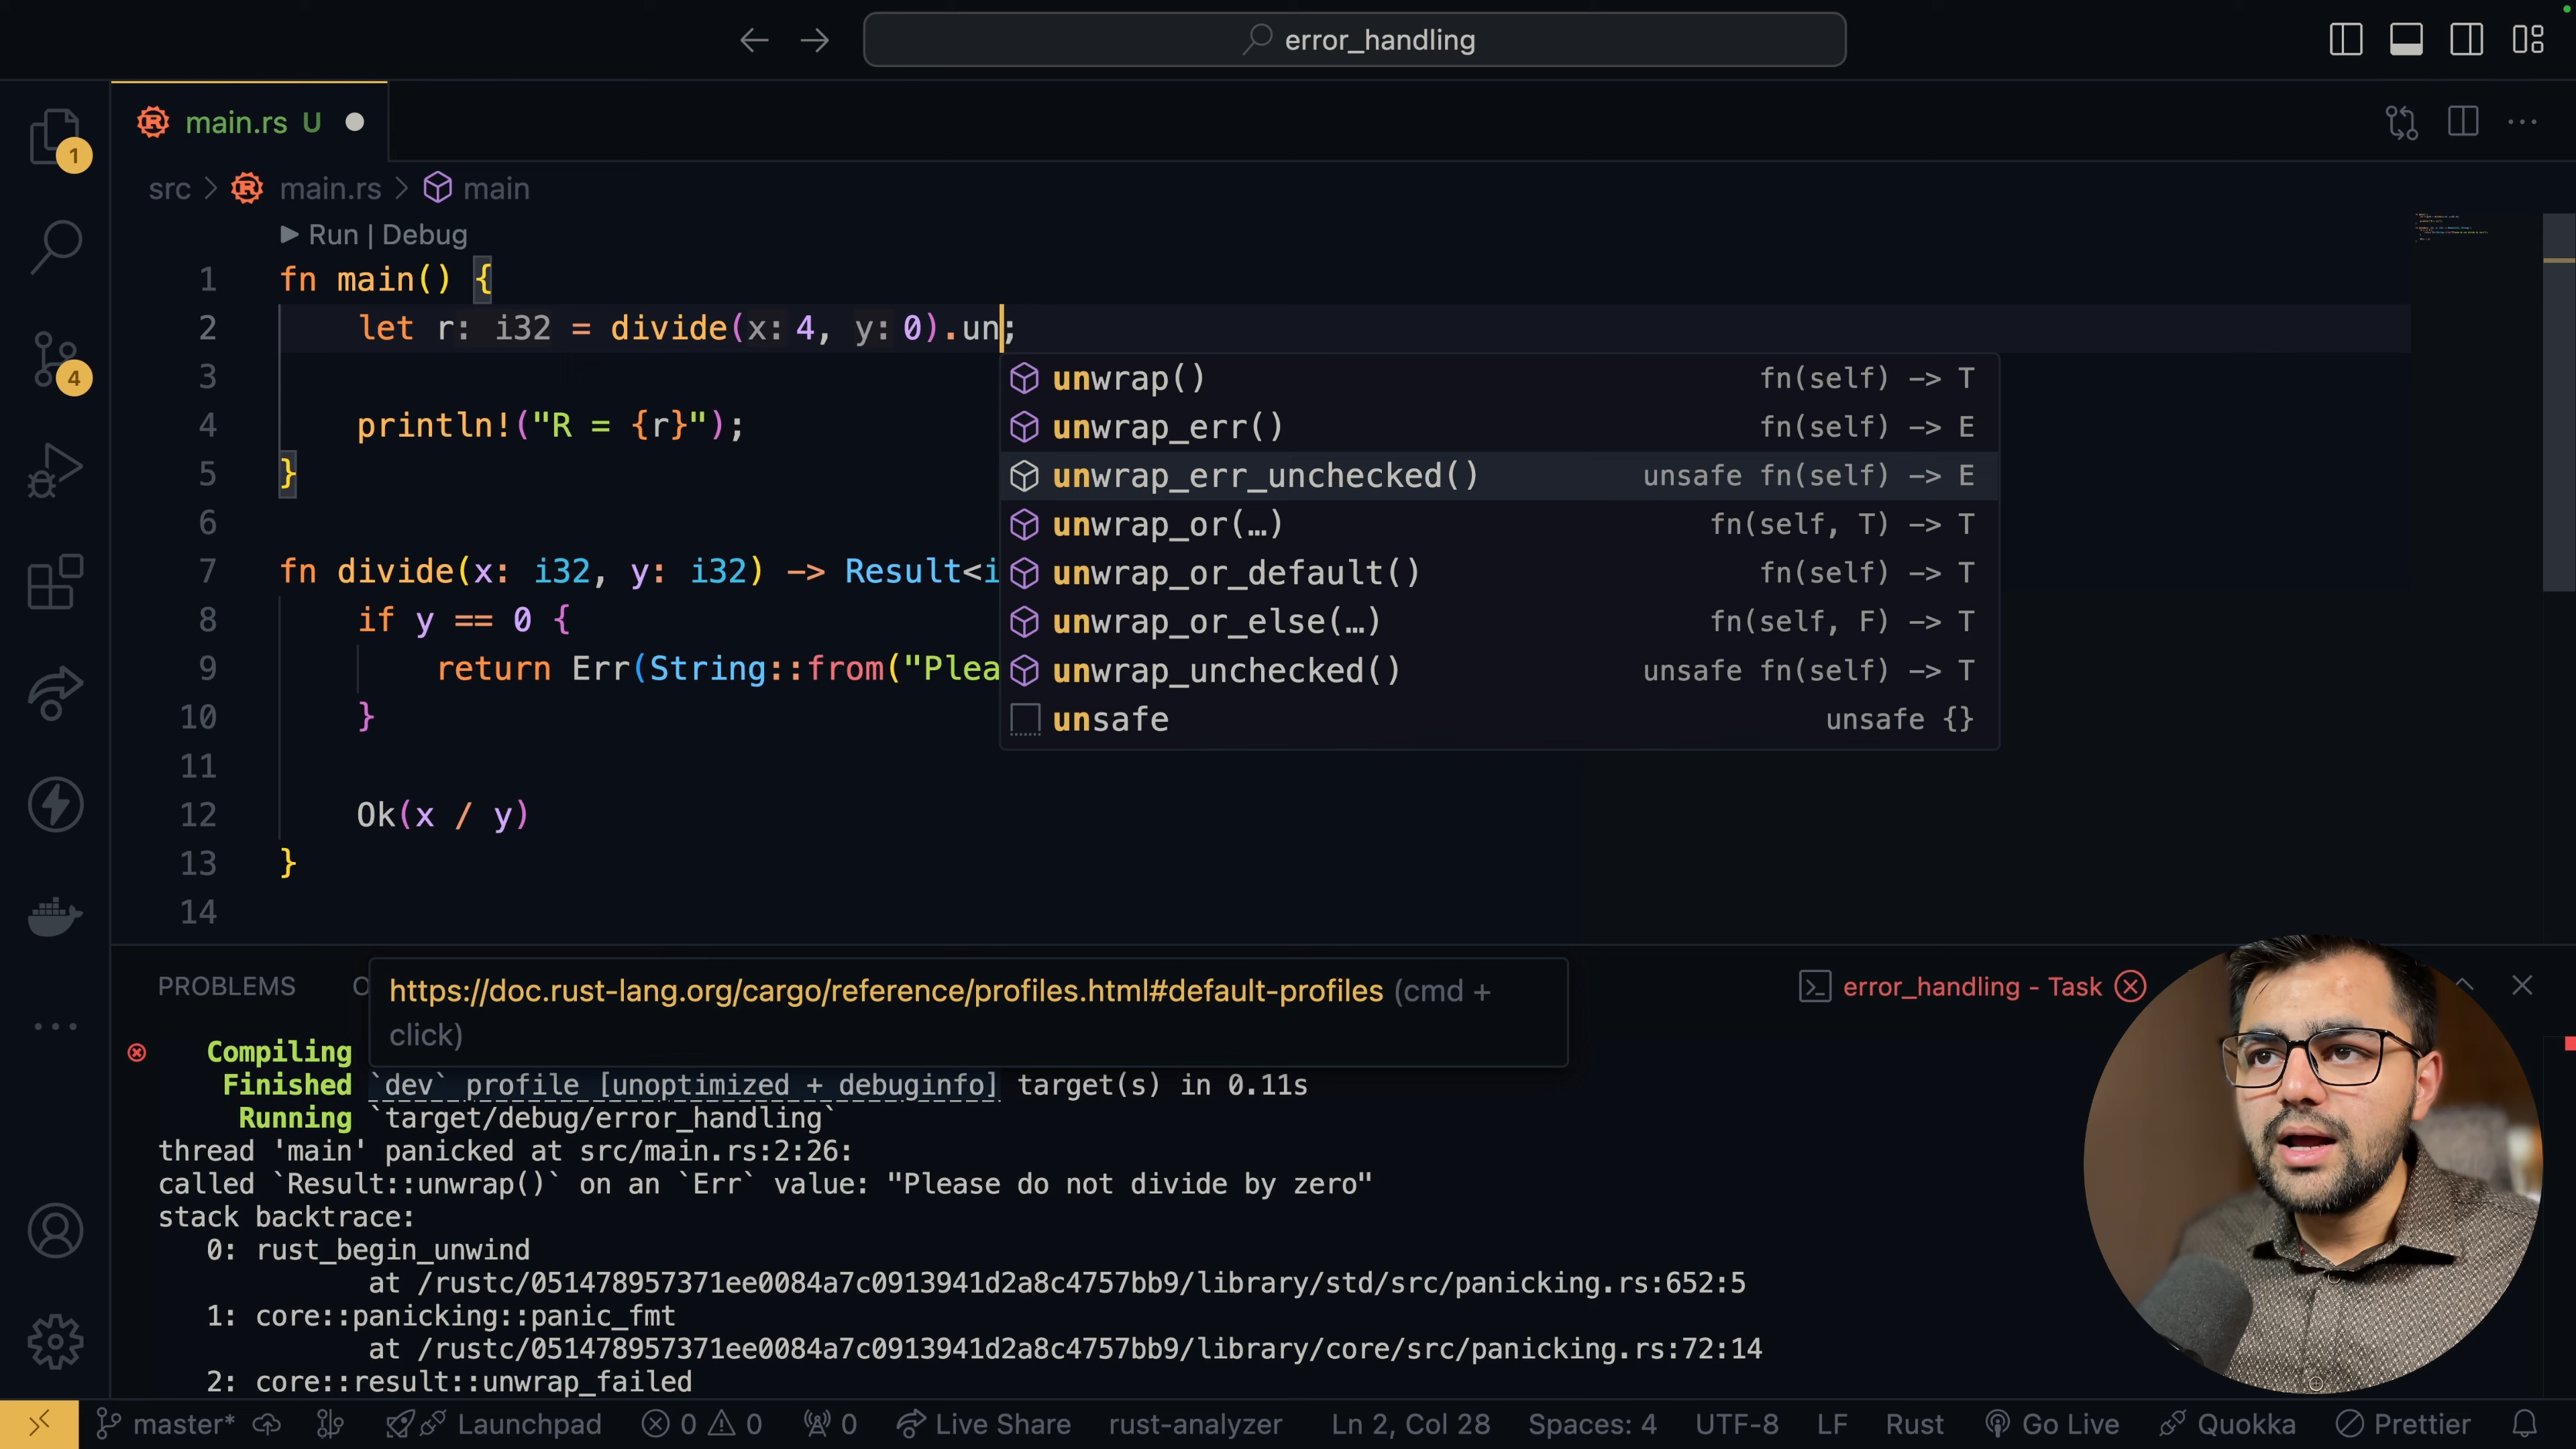 error_handling
main.rs U
src > main.rs > main
Run | Debug
1 fn main() {
2 let r: i32 = divide(x: 4, y: 0).un;
3
4 println!("R = {r}");
5 }
6
7 fn divide(x: i32, y: i32) -> Result<i
8 if y == 0 {
9 return Err(String::from("Plea
10 }
11
12 Ok(x / y)
13 }
14
unwrap() fn(self) -> T
unwrap_err() fn(self) -> E
unwrap_err_unchecked() unsafe fn(self) -> E
unwrap_or(…) fn(self, T) -> T
unwrap_or_default() fn(self) -> T
unwrap_or_else(…) fn(self, F) -> T
unwrap_unchecked() unsafe fn(self) -> T
unsafe unsafe {}
1
4
PROBLEMS O
error_handling - Task
https://doc.rust-lang.org/cargo/reference/profiles.html#default-profiles (cmd +
click)
Compiling
Finished `dev` profile [unoptimized + debuginfo] target(s) in 0.11s
Running `target/debug/error_handling`
thread 'main' panicked at src/main.rs:2:26:
called `Result::unwrap()` on an `Err` value: "Please do not divide by zero"
stack backtrace:
0: rust_begin_unwind
at /rustc/051478957371ee0084a7c0913941d2a8c4757bb9/library/std/src/panicking.rs:652:5
1: core::panicking::panic_fmt
at /rustc/051478957371ee0084a7c0913941d2a8c4757bb9/library/core/src/panicking.rs:72:14
2: core::result::unwrap_failed
master* Launchpad 0 0 0 Live Share rust-analyzer Ln 2, Col 28 Spaces: 4 UTF-8 LF Rust Go Live Quokka Prettier